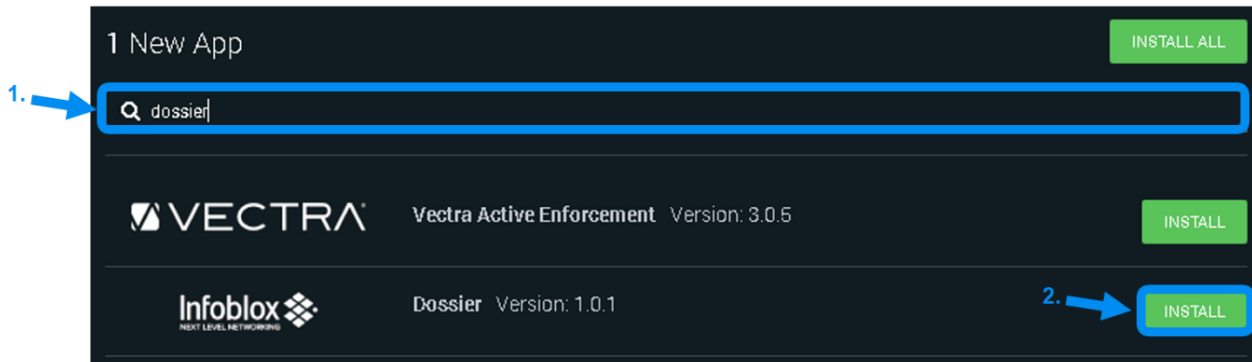 1 New App
INSTALL ALL
1.
dossier
VECTRA
Vectra Active Enforcement Version: 3.0.5
INSTALL
Infoblox
NEXT LEVEL NETWORKING
Dossier Version: 1.0.1
2.
INSTALL